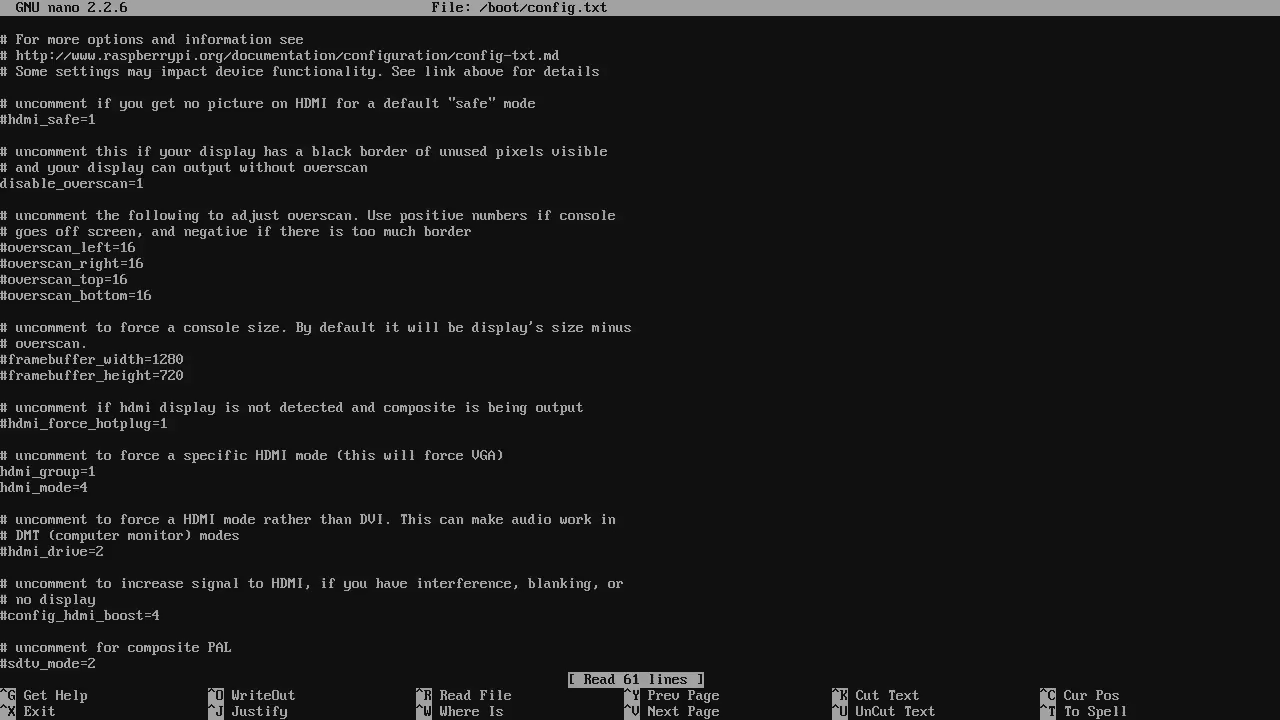 GNU nano 2.2.6 File: /boot/config.txt
# For more options and information see
# http://www.raspberrypi.org/documentation/configuration/config-txt.md
# Some settings may impact device functionality. See link above for details
# uncomment if you get no picture on HDMI for a default "safe" mode
#hdmi_safe=1
# uncomment this if your display has a black border of unused pixels visible
# and your display can output without overscan
disable_overscan=1
# uncomment the following to adjust overscan. Use positive numbers if console
# goes off screen, and negative if there is too much border
#overscan_left=16
#overscan_right=16
#overscan_top=16
#overscan_bottom=16
# uncomment to force a console size. By default it will be display's size minus
# overscan.
#framebuffer_width=1280
#framebuffer_height=720
# uncomment if hdmi display is not detected and composite is being output
#hdmi_force_hotplug=1
# uncomment to force a specific HDMI mode (this will force VGA)
hdmi_group=1
hdmi_mode=4
# uncomment to force a HDMI mode rather than DVI. This can make audio work in
# DMT (computer monitor) modes
#hdmi_drive=2
# uncomment to increase signal to HDMI, if you have interference, blanking, or
# no display
#config_hdmi_boost=4
# uncomment for composite PAL
#sdtv_mode=2
[ Read 61 lines ]
^G Get Help ^O WriteOut ^R Read File ^Y Prev Page ^K Cut Text ^C Cur Pos
^X Exit ^J Justify ^W Where Is ^V Next Page ^U UnCut Text ^T To Spell